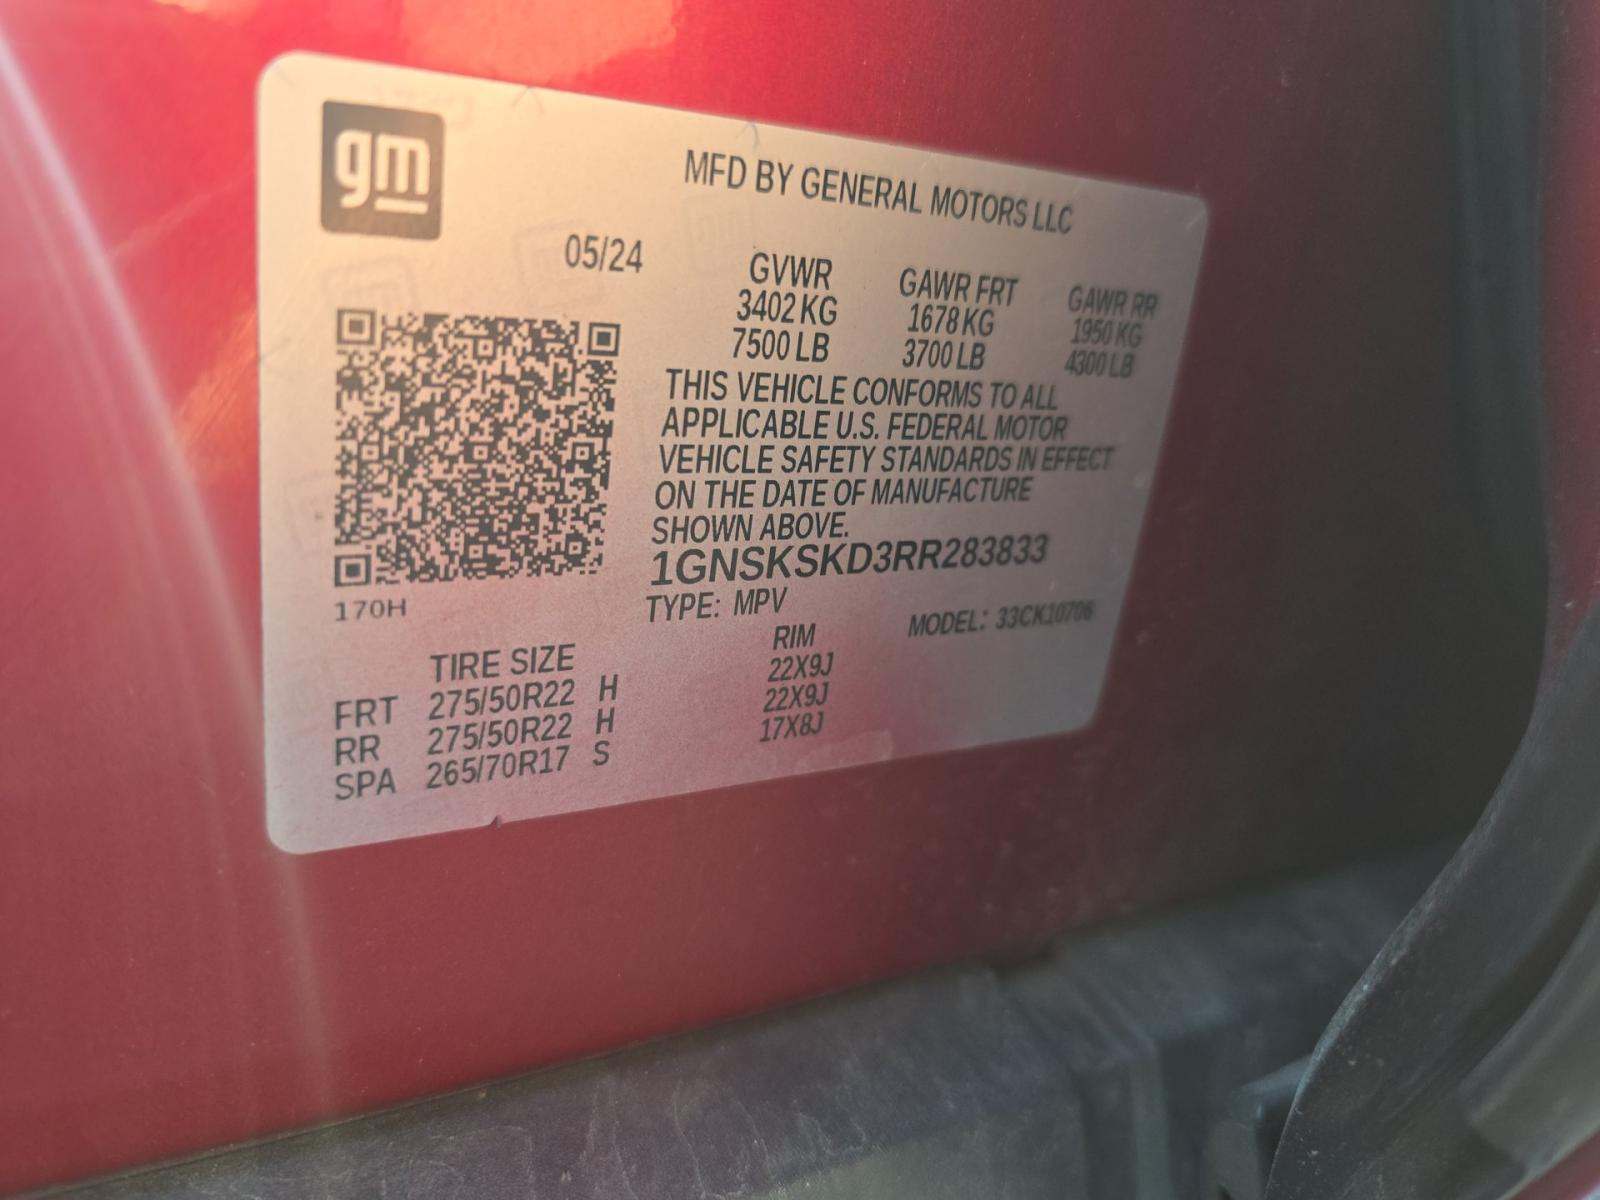 gm
MFD BY GENERAL MOTORS LLC
05/24
GVWR GAWR FRT GAWR RR
3402 KG 1678 KG 1950 KG
7500 LB 3700 LB 4300 LB
THIS VEHICLE CONFORMS TO ALL
APPLICABLE U.S. FEDERAL MOTOR
VEHICLE SAFETY STANDARDS IN EFFECT
ON THE DATE OF MANUFACTURE
SHOWN ABOVE.
1GNSKSKD3RR283833
170H
TYPE: MPV MODEL: 33CK10706
TIRE SIZE RIM
FRT 275/50R22 H 22X9J
RR 275/50R22 H 22X9J
SPA 265/70R17 S 17X8J